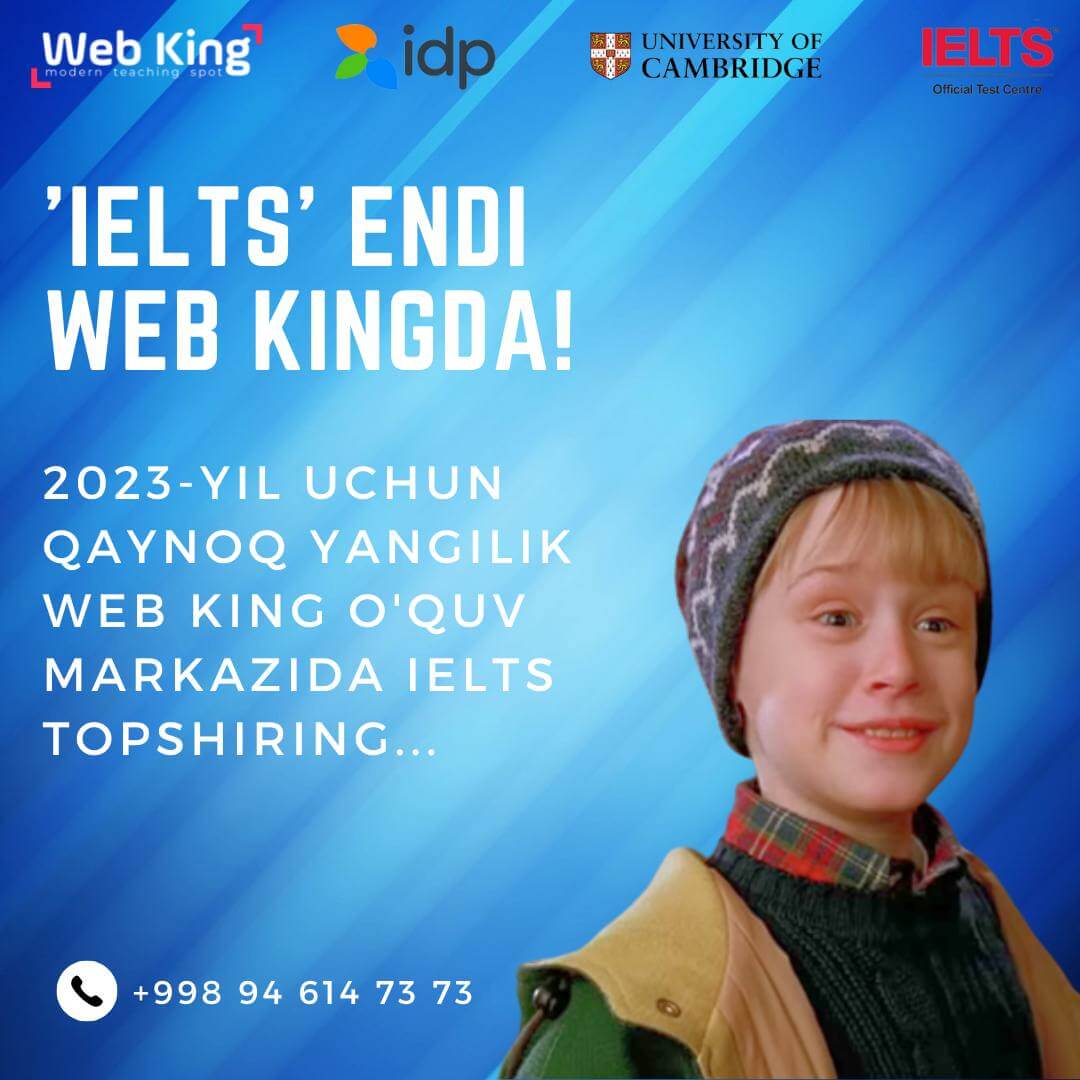 Web King
modern teaching spot
idp
UNIVERSITY OF
CAMBRIDGE
IELTS
Official Test Centre
'IELTS' ENDI
WEB KINGDA!
2023-YIL UCHUN
QAYNOQ YANGILIK
WEB KING O'QUV
MARKAZIDA IELTS
TOPSHIRING...
+998 94 614 73 73